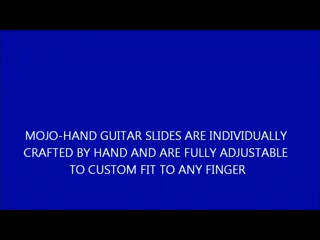 MOJO-HAND GUITAR SLIDES ARE INDIVIDUALLY
CRAFTED BY HAND AND ARE FULLY ADJUSTABLE
TO CUSTOM FIT TO ANY FINGER